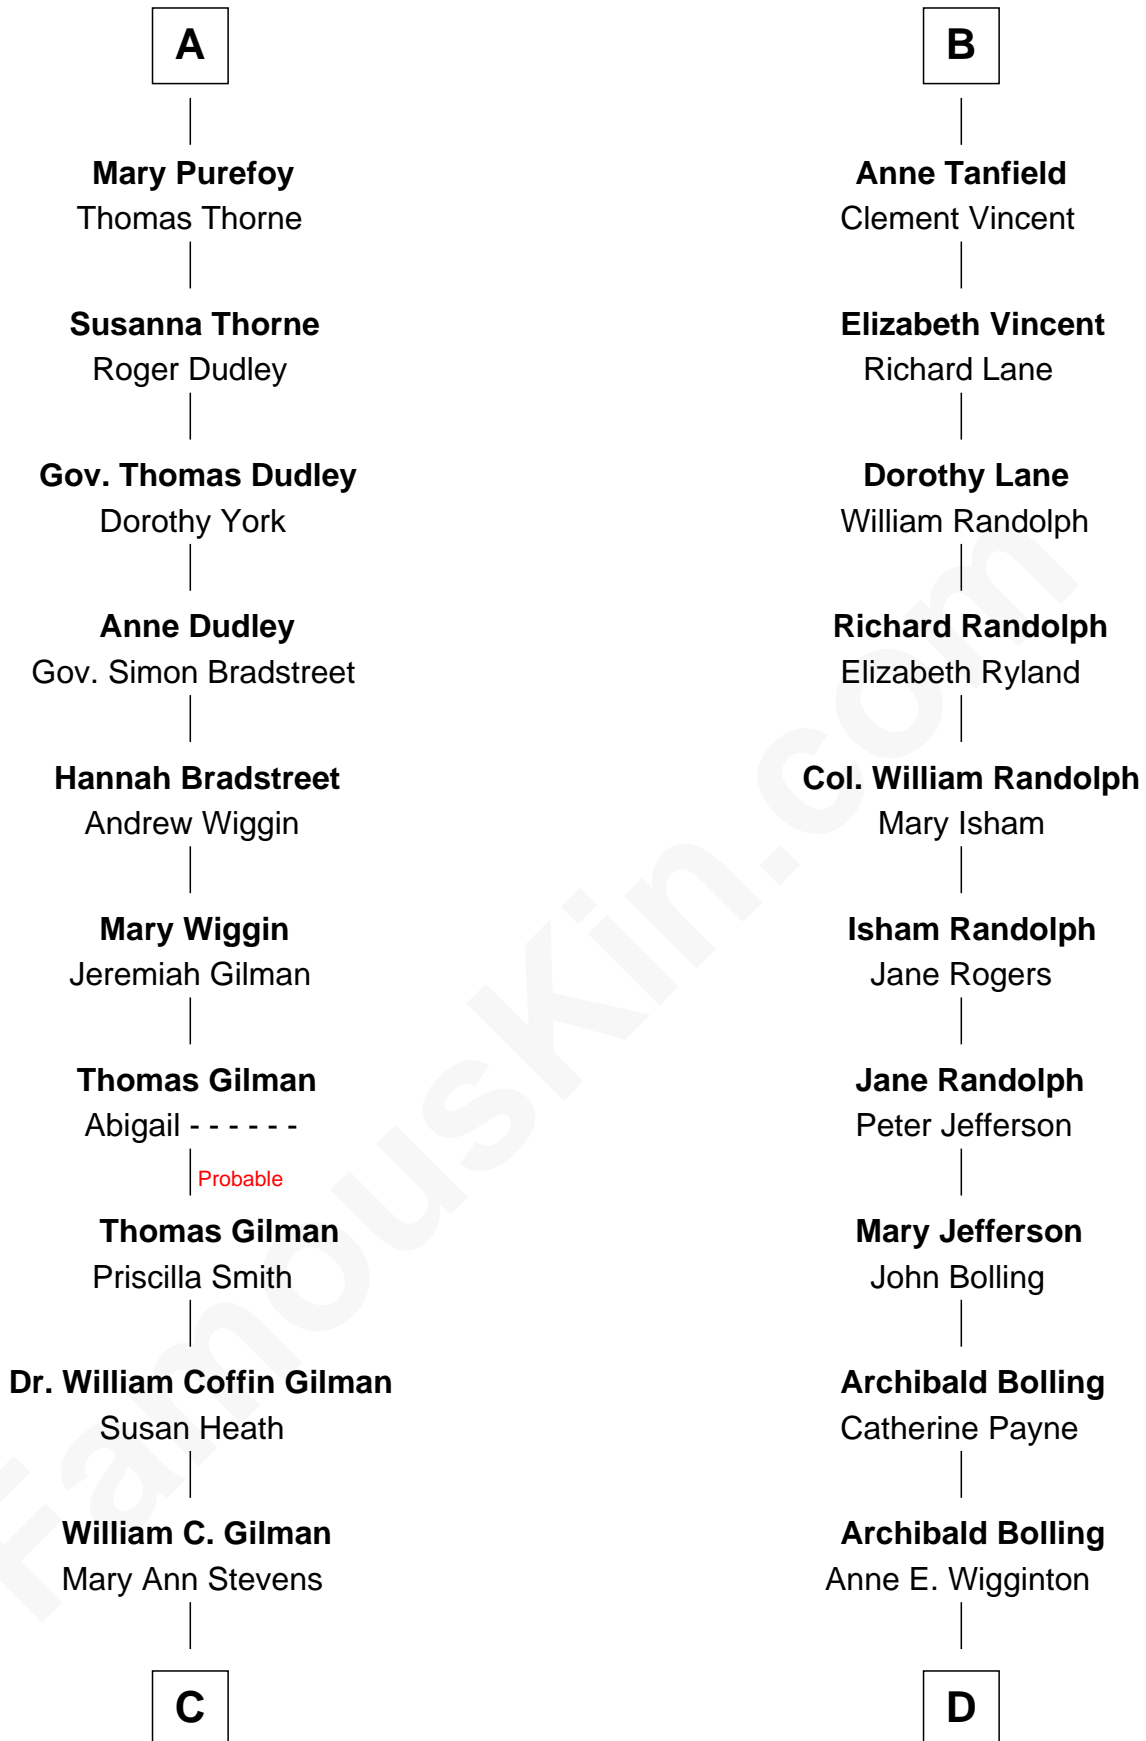 A
Mary Purefoy
Thomas Thorne
Susanna Thorne
Roger Dudley
Gov. Thomas Dudley
Dorothy York
Anne Dudley
Gov. Simon Bradstreet
Hannah Bradstreet
Andrew Wiggin
Mary Wiggin
Jeremiah Gilman
Thomas Gilman
Abigail - - - - - -
Probable
Thomas Gilman
Priscilla Smith
Dr. William Coffin Gilman
Susan Heath
William C. Gilman
Mary Ann Stevens
C
B
Anne Tanfield
Clement Vincent
Elizabeth Vincent
Richard Lane
Dorothy Lane
William Randolph
Richard Randolph
Elizabeth Ryland
Col. William Randolph
Mary Isham
Isham Randolph
Jane Rogers
Jane Randolph
Peter Jefferson
Mary Jefferson
John Bolling
Archibald Bolling
Catherine Payne
Archibald Bolling
Anne E. Wigginton
D
FamousKin.com